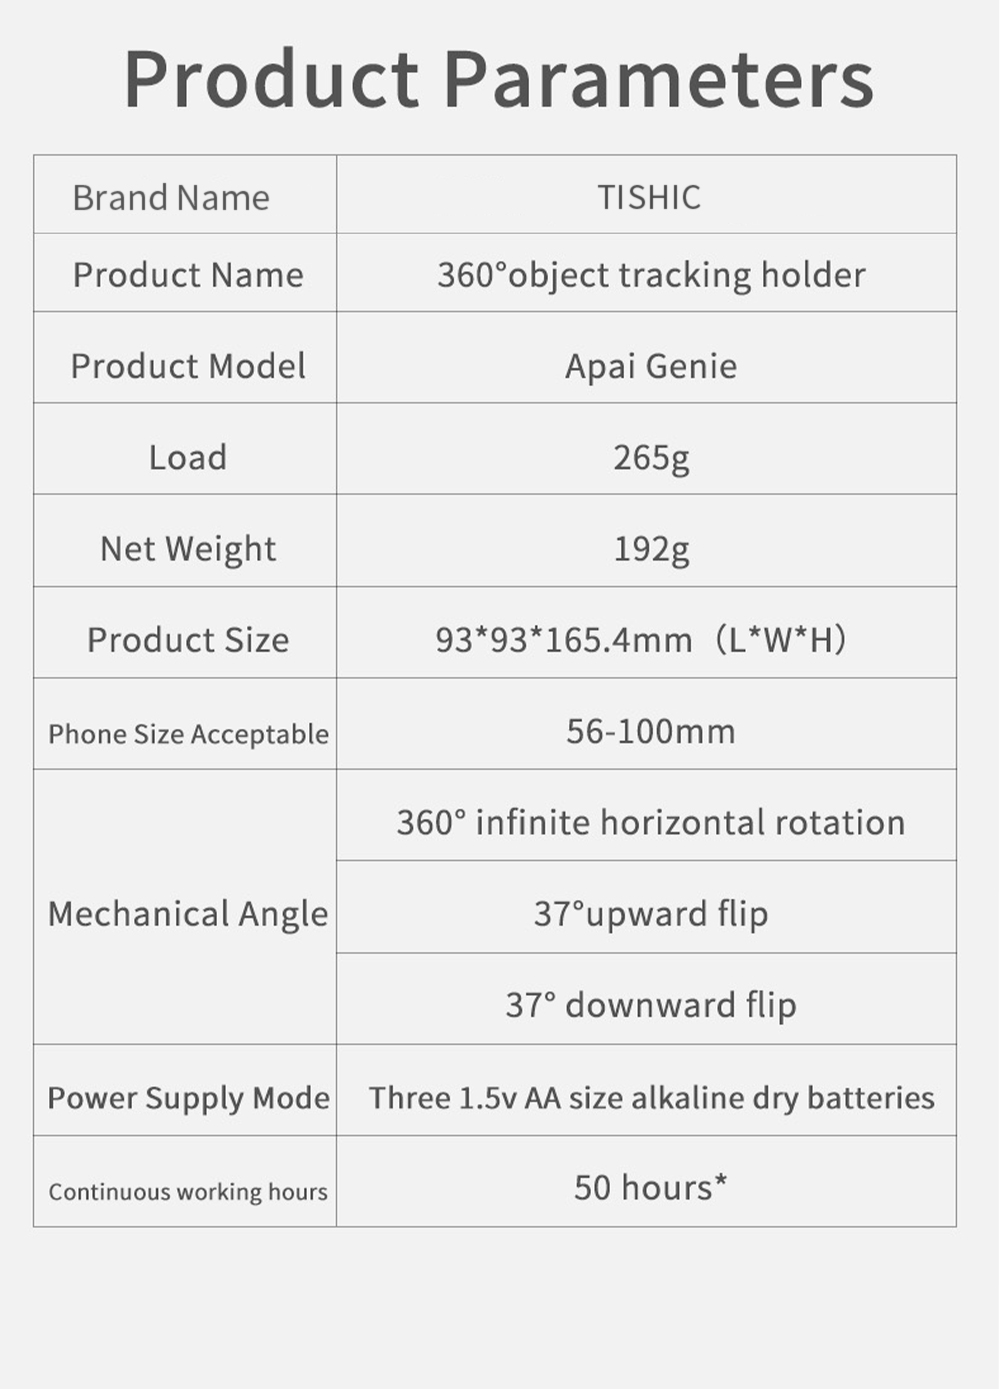 Product Parameters
Brand Name TISHIC
Product Name 360°object tracking holder
Product Model Apai Genie
Load 265g
Net Weight 192g
Product Size 93*93*165.4mm（L*W*H）
Phone Size Acceptable 56-100mm
360° infinite horizontal rotation
Mechanical Angle 37°upward flip
37° downward flip
Power Supply Mode Three 1.5v AA size alkaline dry batteries
Continuous working hours 50 hours*